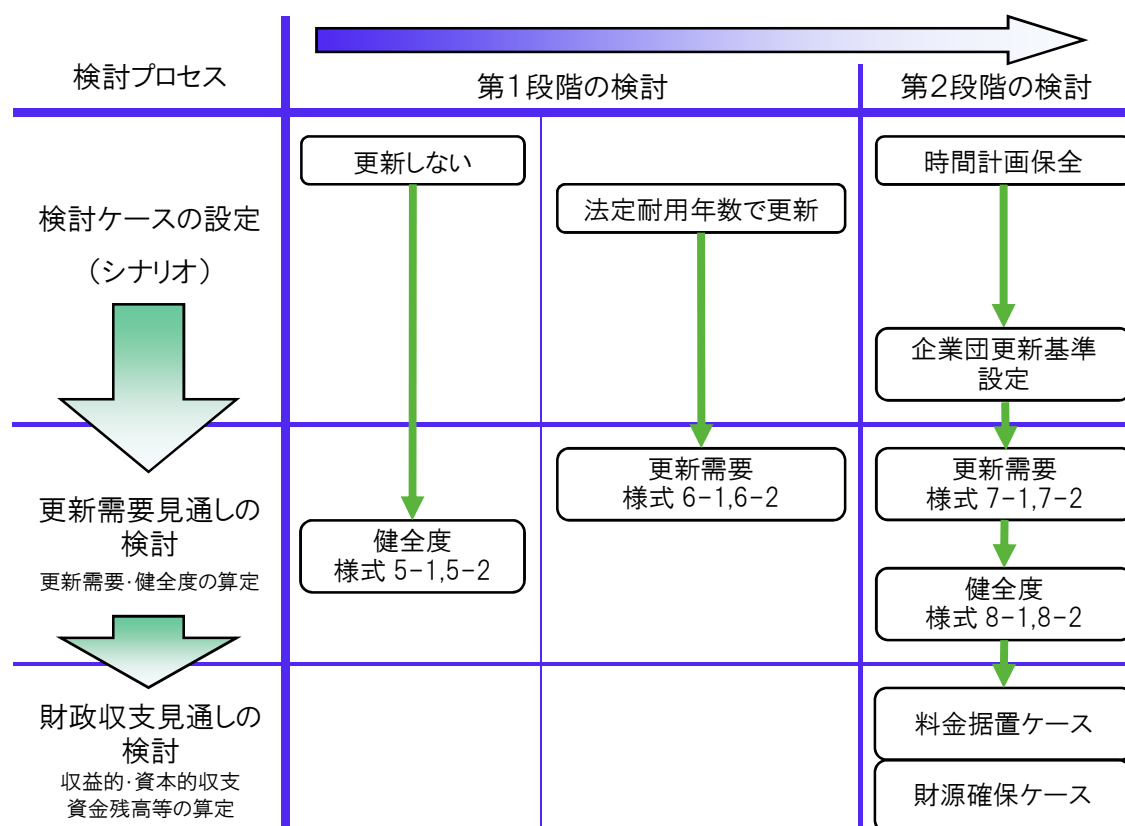 検討プロセス
第1段階の検討
第2段階の検討
検討ケースの設定
（シナリオ）
更新しない
法定耐用年数で更新
時間計画保全
企業団更新基準
設定
更新需要見通しの
検討
更新需要･健全度の算定
健全度
様式 5-1,5-2
更新需要
様式 6-1,6-2
更新需要
様式 7-1,7-2
健全度
様式 8-1,8-2
財政収支見通しの
検討
収益的･資本的収支
資金残高等の算定
料金据置ケース
財源確保ケース